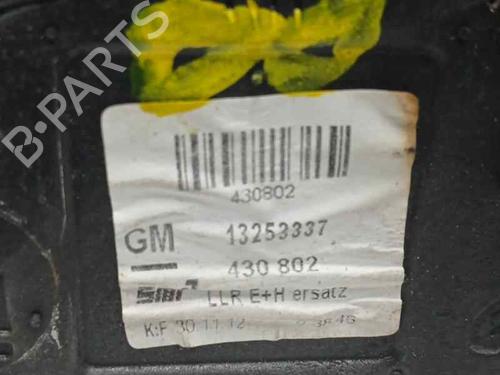 B-PARTS
430802
GM 13253337
430 802
LLR E+H ersatz
K:F 30 11 12